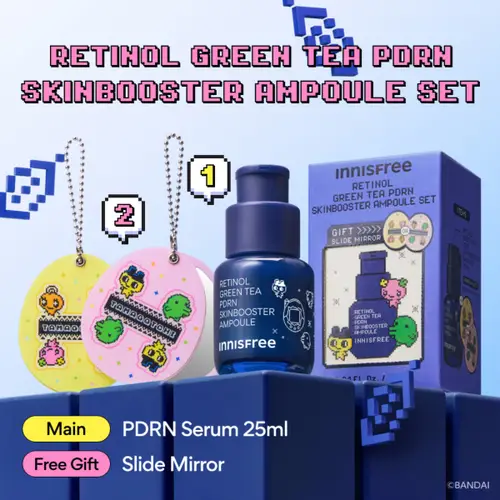 RETINOL GREEN TEA PDRN
SKINBOOSTER AMPOULE SET
1
2
TAMAGOTCHI
TAMAGOTCHI
RETINOL
GREEN TEA
PDRN
SKINBOOSTER
AMPOULE
INNISFree
INNISFree
RETINOL
GREEN TEA PDRN
SKINBOOSTER AMPOULE SET
GIFT >>>>>
SLIDE MIRROR
RETINOL
GREEN TEA
PDRN
SKINBOOSTER
AMPOULE
INNISFREE
Main PDRN Serum 25ml
Free Gift Slide Mirror
©BANDAI